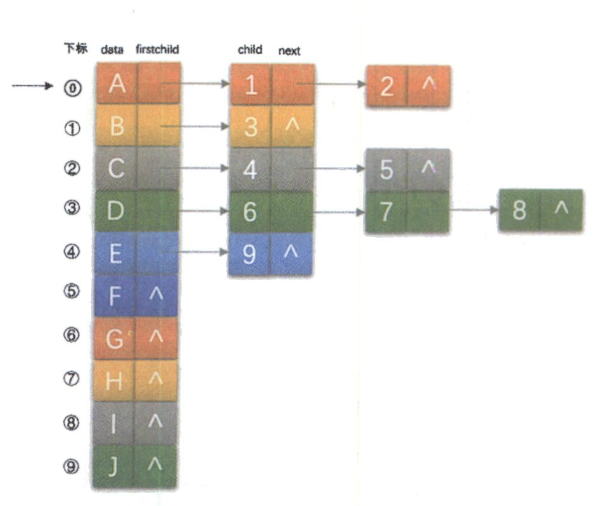 下标 data firstchild child next
⓪ A 1 2 ^
① B 3 ^
② C 4 5 ^
③ D 6 7 8 ^
④ E 9 ^
⑤ F ^
⑥ G ^
⑦ H ^
⑧ I ^
⑨ J ^